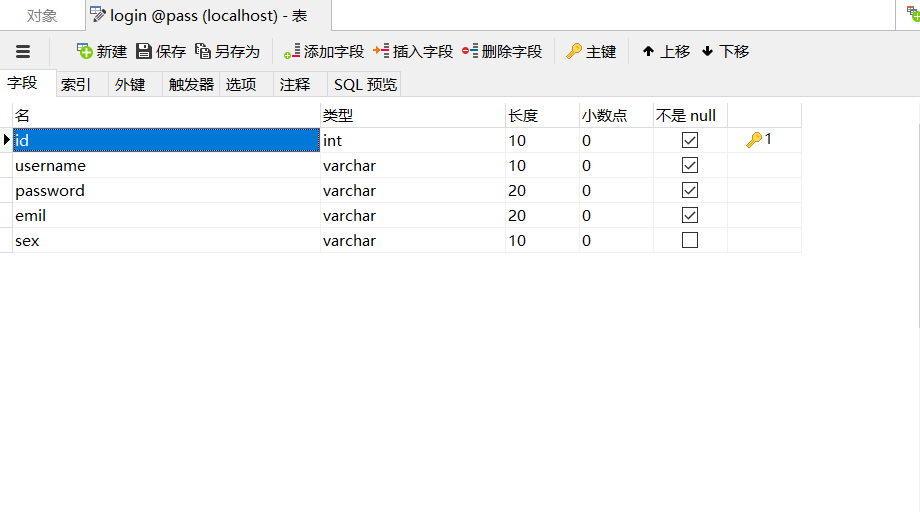 对象 login @pass (localhost) - 表
新建 保存 另存为 添加字段 插入字段 删除字段 主键 上移 下移
字段 索引 外键 触发器 选项 注释 SQL 预览
名 类型 长度 小数点 不是 null
id int 10 0 1
username varchar 10 0
password varchar 20 0
emil varchar 20 0
sex varchar 10 0